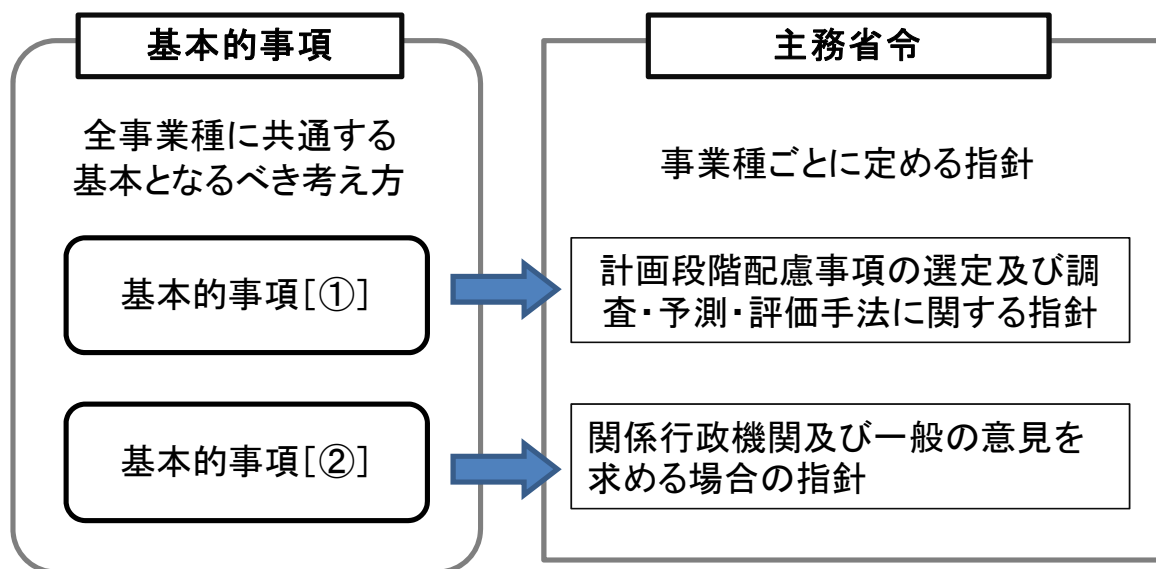 基本的事項
全事業種に共通する
基本となるべき考え方
基本的事項[①]
基本的事項[②]
主務省令
事業種ごとに定める指針
計画段階配慮事項の選定及び調
査・予測・評価手法に関する指針
関係行政機関及び一般の意見を
求める場合の指針